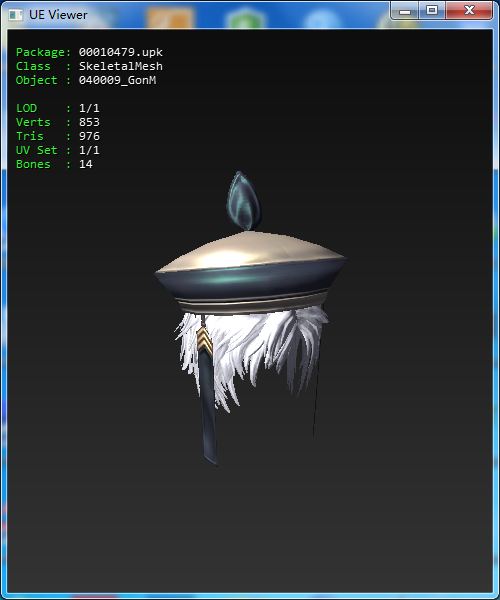 UE Viewer
Package: 00010479.upk
Class : SkeletalMesh
Object : 040009_GonM
LOD : 1/1
Verts : 853
Tris : 976
UV Set : 1/1
Bones : 14